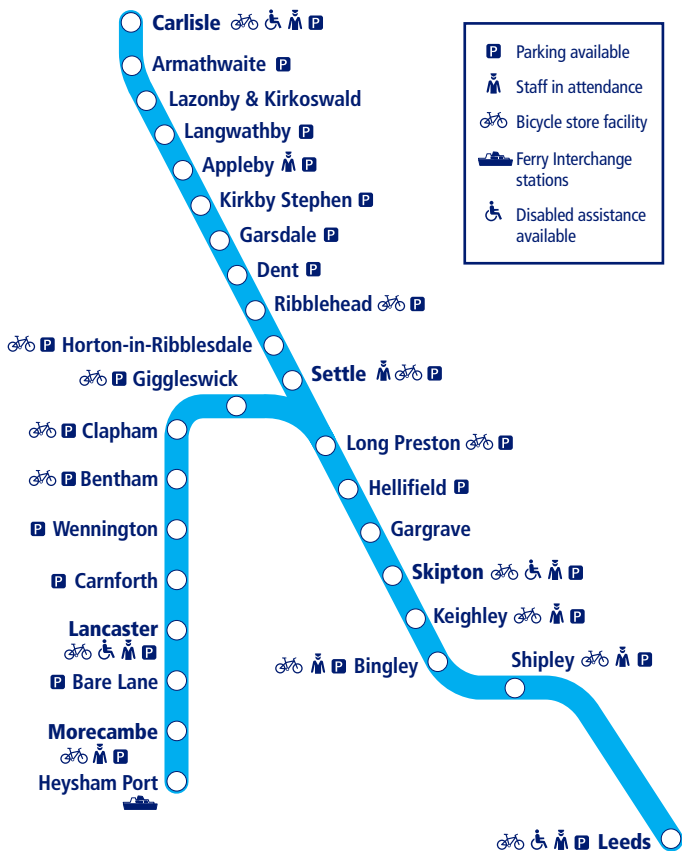 Carlisle
P
Armathwaite P
Lazonby & Kirkoswald
Langwathby P
Appleby P
Kirkby Stephen P
Garsdale P
Dent P
Ribblehead P
P Horton-in-Ribblesdale
P Giggleswick
Settle P
P Clapham
Long Preston P
P Bentham
Hellifield P
P Wennington
Gargrave
P Carnforth
Skipton P
Lancaster
P
Keighley P
P Bare Lane
P Bingley
Shipley P
Morecambe
P
Heysham Port
P Leeds
P Parking available
Staff in attendance
Bicycle store facility
Ferry Interchange
stations
Disabled assistance
available